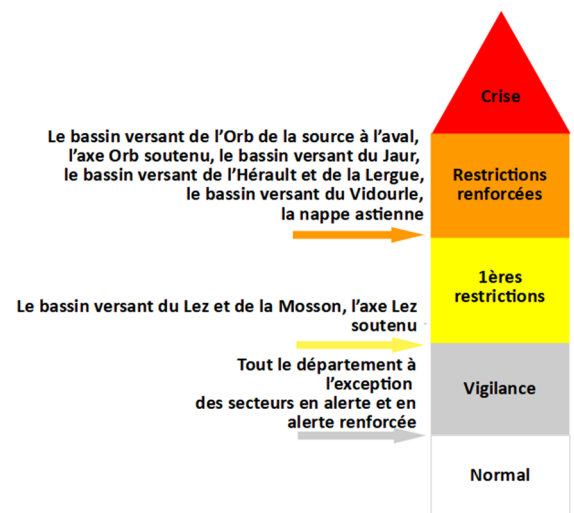 Crise
Le bassin versant de l'Orb de la source à l'aval,
l'axe Orb soutenu, le bassin versant du Jaur,
le bassin versant de l'Hérault et de la Lergue,
le bassin versant du Vidourle,
la nappe astienne
Restrictions
renforcées
1ères
restrictions
Le bassin versant du Lez et de la Mosson, l'axe Lez
soutenu
Tout le département à
l'exception
des secteurs en alerte et en
alerte renforcée
Vigilance
Normal